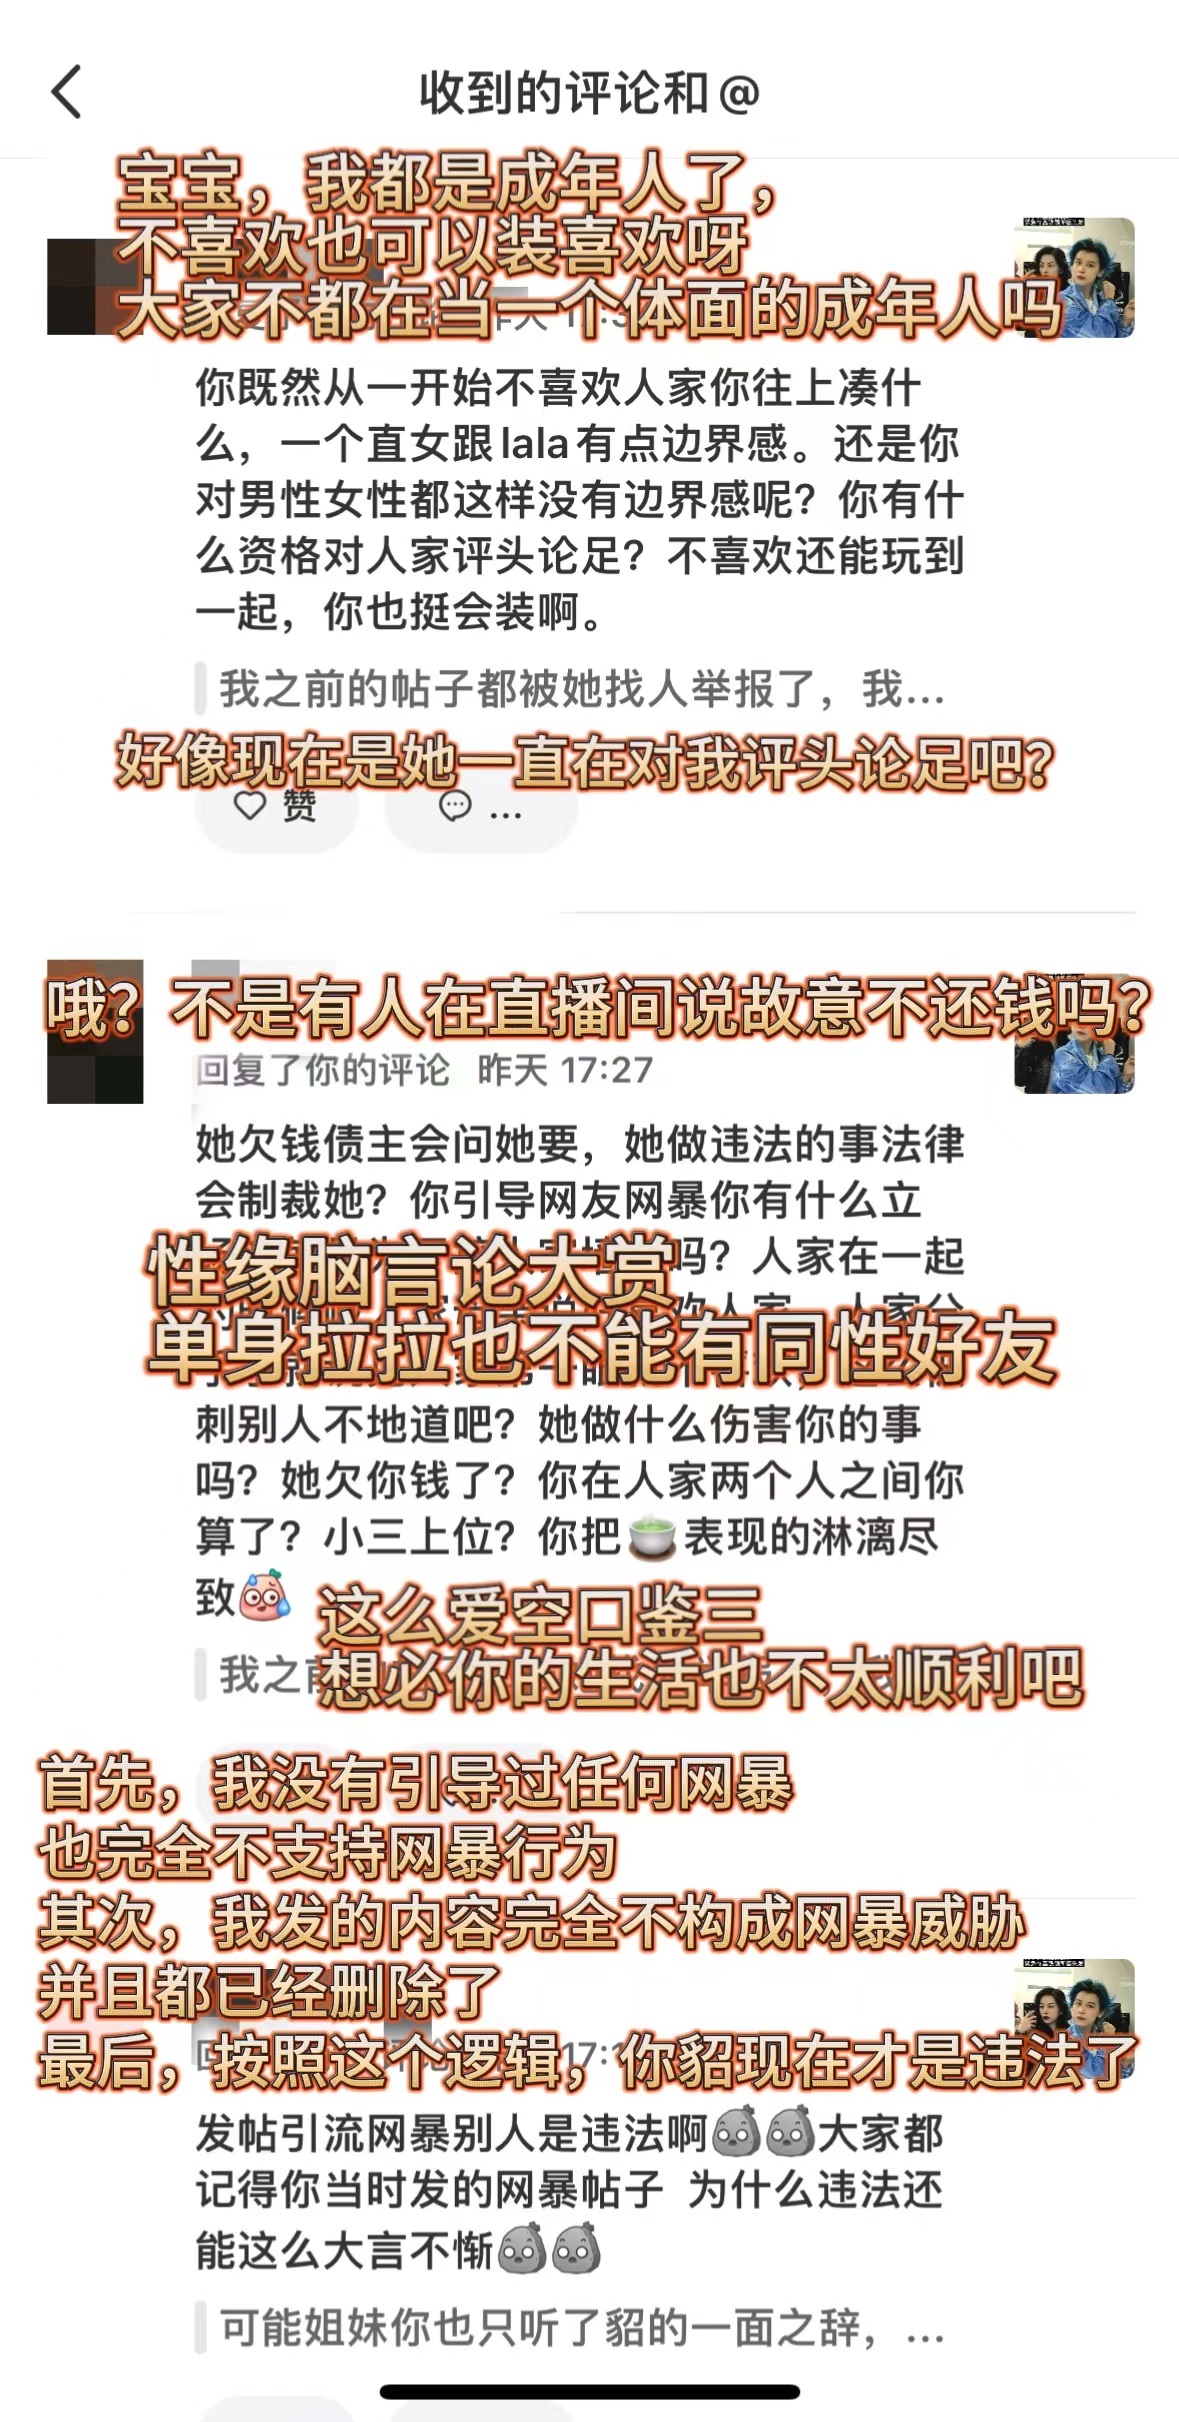 收到的评论和@
宝宝，我都是成年人了，
不喜欢也可以装喜欢呀
大家不都在当一个体面的成年人吗
你既然从一开始不喜欢人家你往上凑什
么，一个直女跟lala有点边界感。还是你
对男性女性都这样没有边界感呢？你有什
么资格对人家评头论足？不喜欢还能玩到
一起，你也挺会装啊。
我之前的帖子都被她找人举报了，我...
好像现在是她一直在对我评头论足吧？
赞 ...
哦？不是有人在直播间说故意不还钱吗？
回复了你的评论 昨天 17:27
她欠钱债主会问她要，她做违法的事法律
会制裁她？你引导网友网暴你有什么立
吗？人家在一起
性缘脑言论大赏
单身拉拉也不能有同性好友
刺别人不地道吧？她做什么伤害你的事
吗？她欠你钱了？你在人家两个人之间你
算了？小三上位？你把🍵表现的淋漓尽
致
这么爱空口鉴三
我之前
想必你的生活也不太顺利吧
首先，我没有引导过任何网暴
也完全不支持网暴行为
其次，我发的内容完全不构成网暴威胁
并且都已经删除了
最后，按照这个逻辑，你貂现在才是违法了
发帖引流网暴别人是违法啊大家都
记得你当时发的网暴帖子 为什么违法还
能这么大言不惭
可能姐妹你也只听了貂的一面之辞，...